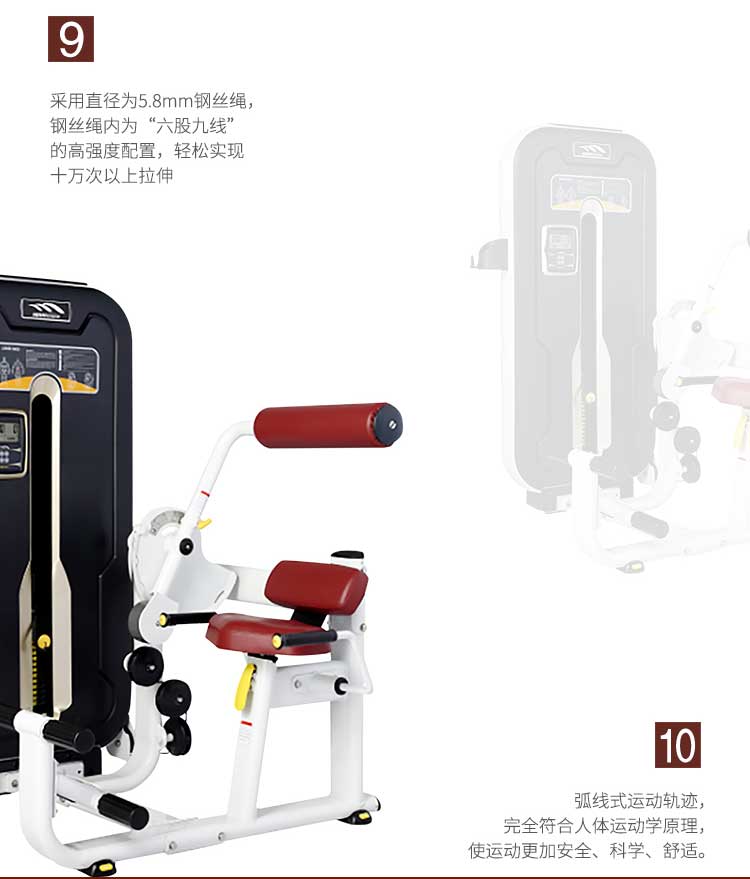 9
采用直径为5.8mm钢丝绳，
钢丝绳内为“六股九线”
的高强度配置，轻松实现
十万次以上拉伸
10
弧线式运动轨迹，
完全符合人体运动学原理，
使运动更加安全、科学、舒适。